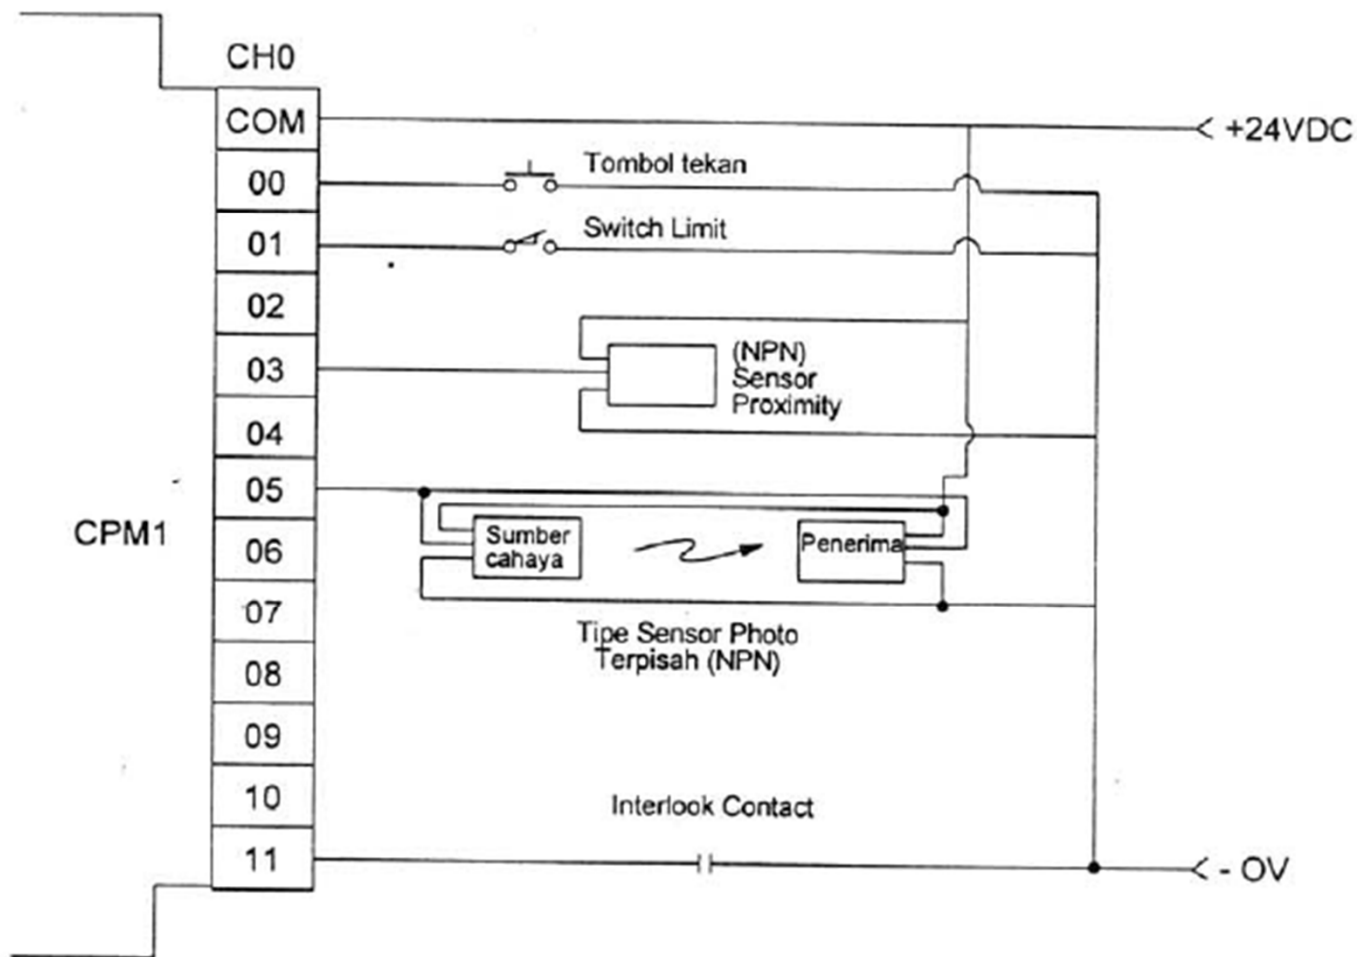 CH0
COM
+24VDC
00
Tombol tekan
01
Switch Limit
02
03
(NPN)
Sensor
Proximity
04
05
CPM1
06
Sumber
cahaya
Penerima
07
Tipe Sensor Photo
Terpisah (NPN)
08
09
10
Interlook Contact
11
- OV